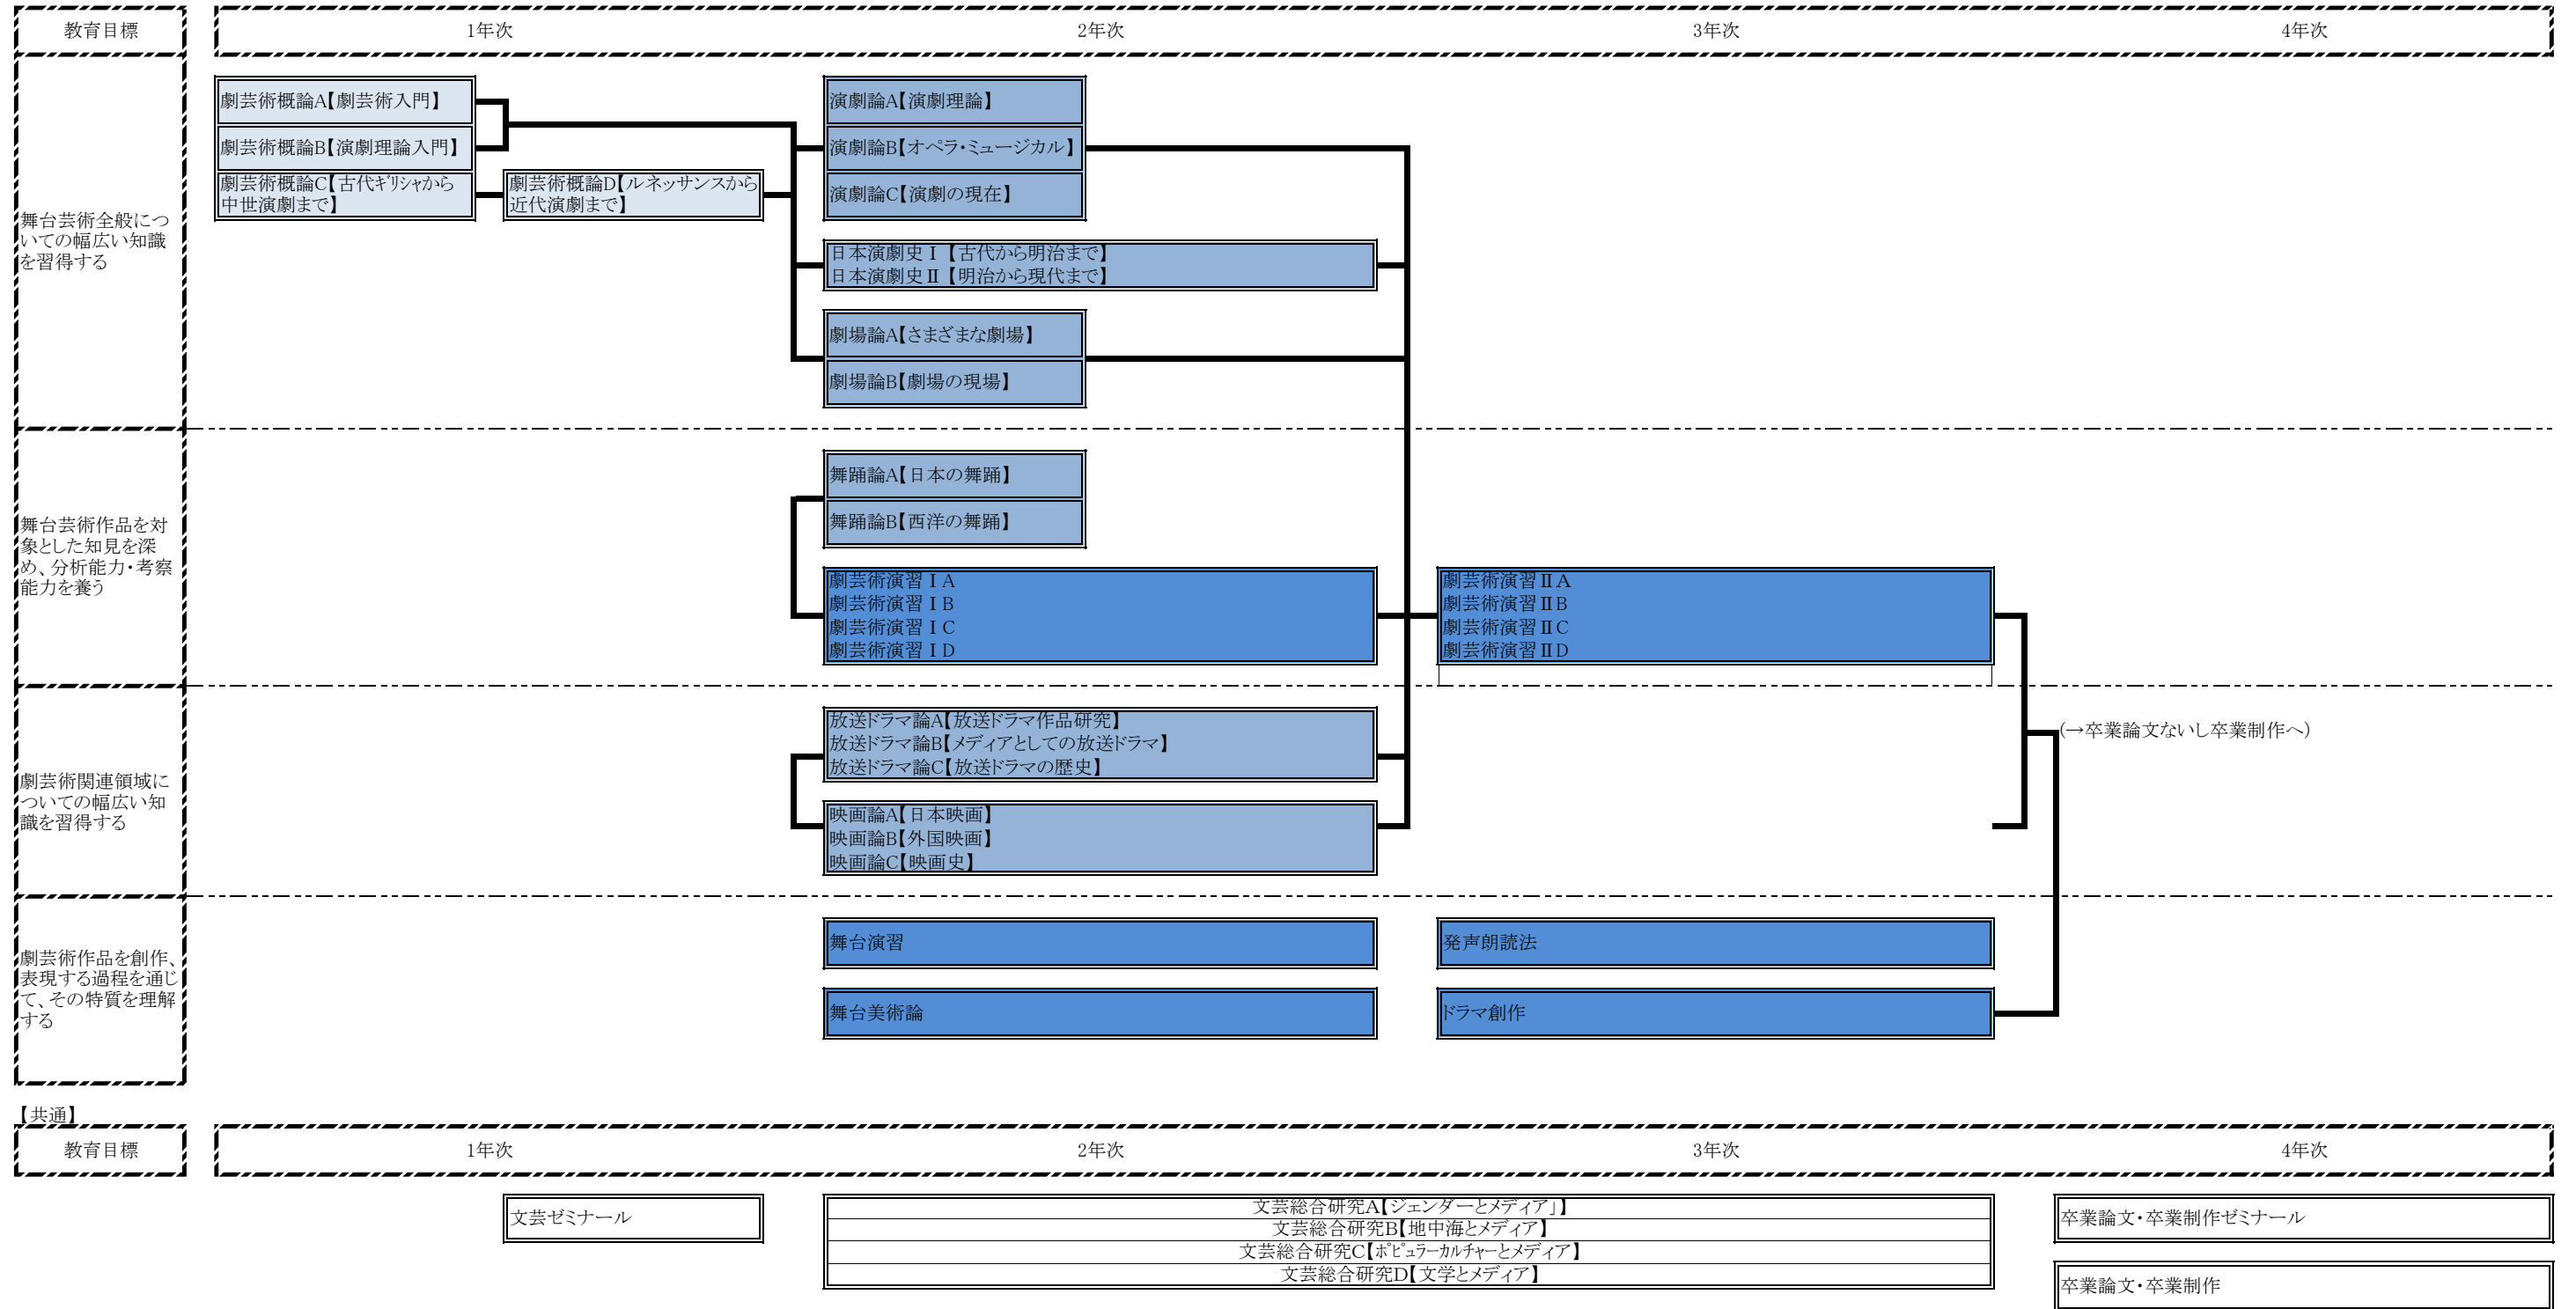 教育目標
1年次
2年次
3年次
4年次
舞台芸術全般につ
いての幅広い知識
を習得する
劇芸術概論A【劇芸術入門】
劇芸術概論B【演劇理論入門】
劇芸術概論C【古代ｷﾞﾘｼｬから
中世演劇まで】
劇芸術概論D【ルネッサンスから
近代演劇まで】
演劇論A【演劇理論】
演劇論B【オペラ・ミュージカル】
演劇論C【演劇の現在】
日本演劇史Ⅰ【古代から明治まで】
日本演劇史Ⅱ【明治から現代まで】
劇場論A【さまざまな劇場】
劇場論B【劇場の現場】
舞台芸術作品を対
象とした知見を深
め、分析能力・考察
能力を養う
舞踊論A【日本の舞踊】
舞踊論B【西洋の舞踊】
劇芸術演習ⅠA
劇芸術演習ⅠB
劇芸術演習ⅠC
劇芸術演習ⅠD
劇芸術演習ⅡA
劇芸術演習ⅡB
劇芸術演習ⅡC
劇芸術演習ⅡD
劇芸術関連領域に
ついての幅広い知
識を習得する
放送ドラマ論A【放送ドラマ作品研究】
放送ドラマ論B【メディアとしての放送ドラマ】
放送ドラマ論C【放送ドラマの歴史】
映画論A【日本映画】
映画論B【外国映画】
映画論C【映画史】
(→卒業論文ないし卒業制作へ)
劇芸術作品を創作、
表現する過程を通じ
て、その特質を理解
する
舞台演習
舞台美術論
発声朗読法
ドラマ創作
【共通】
教育目標
1年次
2年次
3年次
4年次
文芸ゼミナール
文芸総合研究A【ジェンダーとメディア」】
文芸総合研究B【地中海とメディア】
文芸総合研究C【ﾎﾟﾋﾟｭﾗｰｶﾙﾁｬｰとメディア】
文芸総合研究D【文学とメディア】
卒業論文・卒業制作ゼミナール
卒業論文・卒業制作